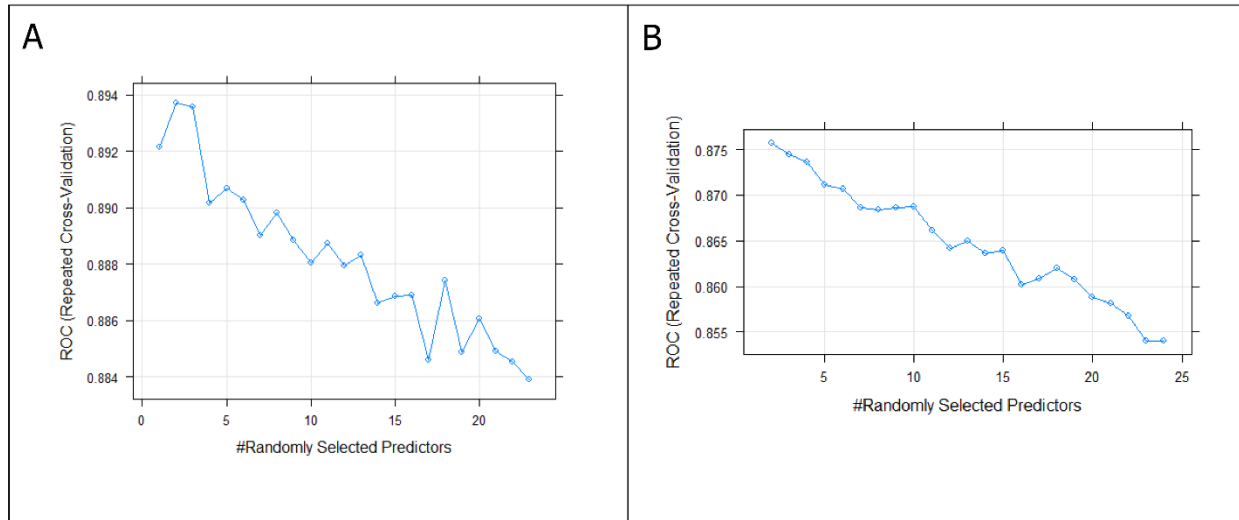 A
ROC (Repeated Cross-Validation)
0.894
0.892
0.890
0.888
0.886
0.884
0 5 10 15 20
#Randomly Selected Predictors
B
ROC (Repeated Cross-Validation)
0.875
0.870
0.865
0.860
0.855
5 10 15 20 25
#Randomly Selected Predictors